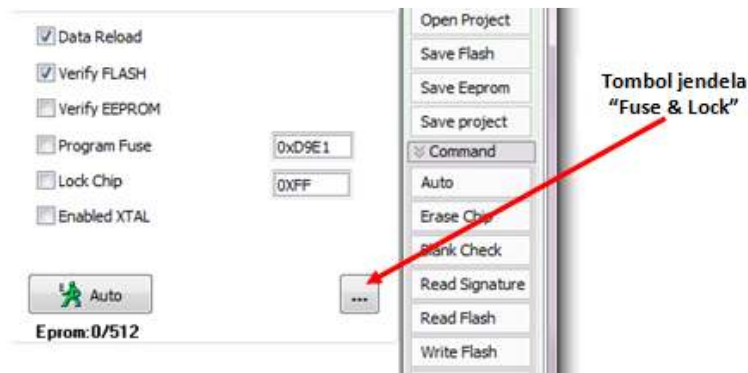 Data Reload
Verify FLASH
Verify EEPROM
Program Fuse
0xD9E1
Lock Chip
0XFF
Enabled XTAL
Auto
...
Eprom:0/512
Open Project
Save Flash
Save Eeprom
Save project
Command
Auto
Erase Chip
Blank Check
Read Signature
Read Flash
Write Flash
Tombol jendela
“Fuse & Lock”